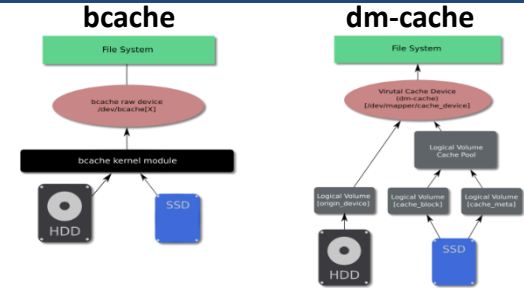 bcache
File System
bcache raw device
/dev/bcache[X]
bcache kernel module
HDD
SSD
dm-cache
File System
Virutal Cache Device
(dm-cache)
[/dev/mapper/cache_device]
Logical Volume
Cache Pool
Logical Volume
[origin_device]
Logical Volume
[cache_block]
Logical Volume
[cache_meta]
HDD
SSD